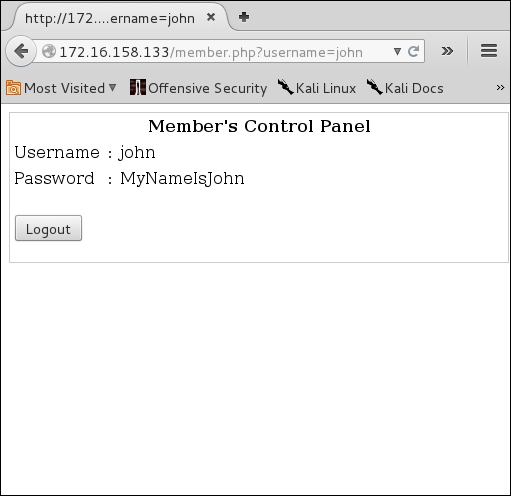 http://172....ername=john
172.16.158.133/member.php?username=john
Most Visited Offensive Security Kali Linux Kali Docs
Member's Control Panel
Username : john
Password : MyNameIsJohn
Logout